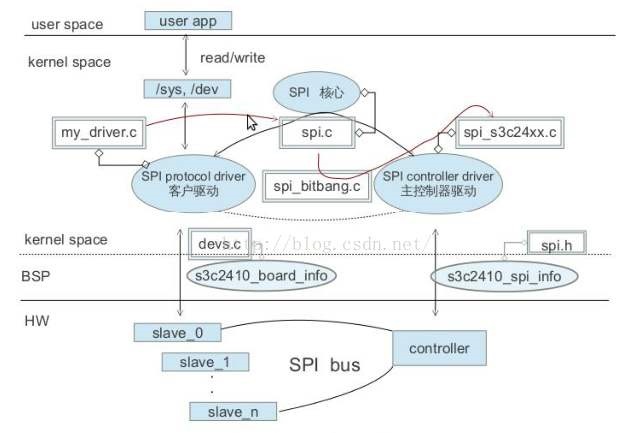 user space
user app
kernel space
read/write
/sys, /dev
SPI 核心
my_driver.c
spi.c
spi_s3c24xx.c
SPI protocol driver
客户驱动
spi_bitbang.c
SPI controller driver
主控制器驱动
kernel space
devs.c
http://blog.csdn.net/
spi.h
BSP
s3c2410_board_info
s3c2410_spi_info
HW
slave_0
controller
slave_1
SPI bus
.
.
slave_n